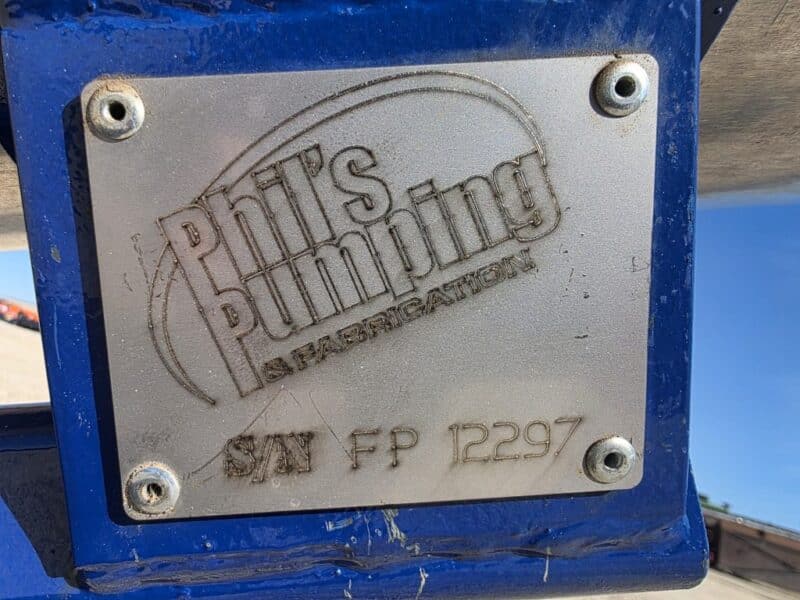 Phil's
Pumping
& FABRICATION
S/N FP 12297